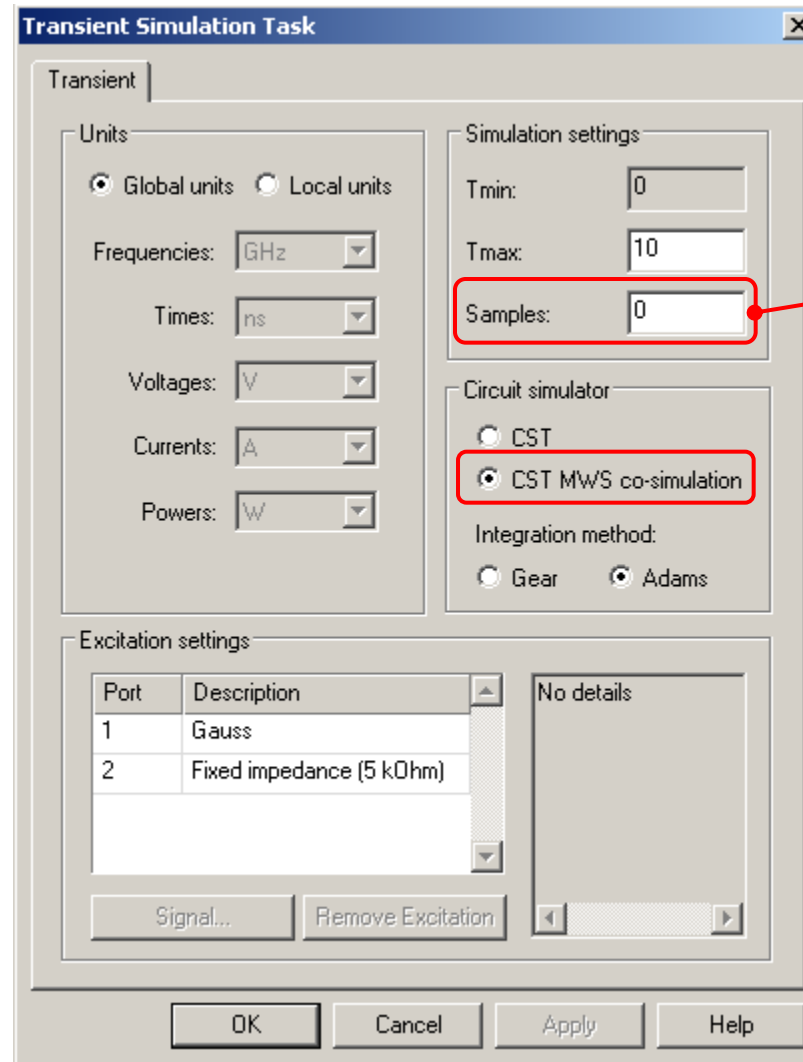 Transient Simulation Task
Transient
Units
Global units Local units
Frequencies: GHz
Times: ns
Voltages: V
Currents: A
Powers: W
Simulation settings
Tmin: 0
Tmax: 10
Samples: 0
Circuit simulator
CST
CST MWS co-simulation
Integration method:
Gear Adams
Excitation settings
Port Description
1 Gauss
2 Fixed impedance (5 kOhm)
No details
Signal... Remove Excitation
OK Cancel Apply Help